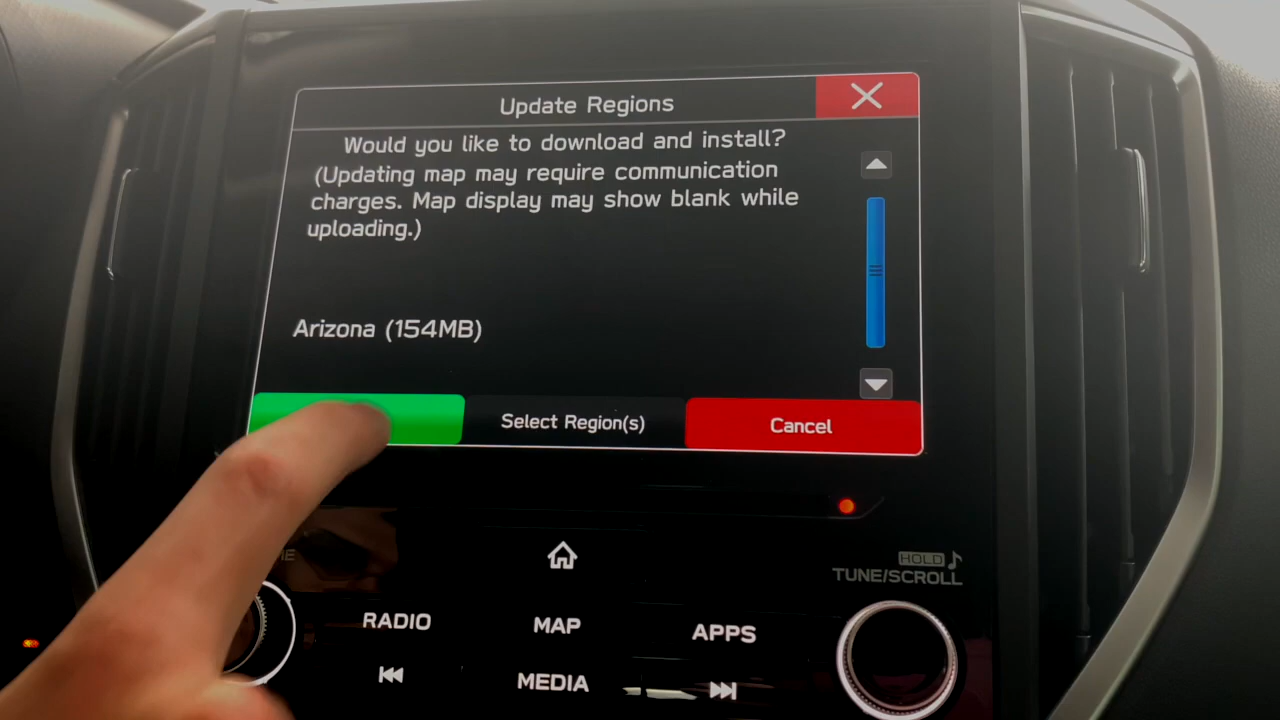 Update Regions
Would you like to download and install?
(Updating map may require communication
charges. Map display may show blank while
uploading.)
Arizona (154MB)
Select Region(s)
Cancel
HOLD
TUNE/SCROLL
RADIO
MAP
APPS
MEDIA